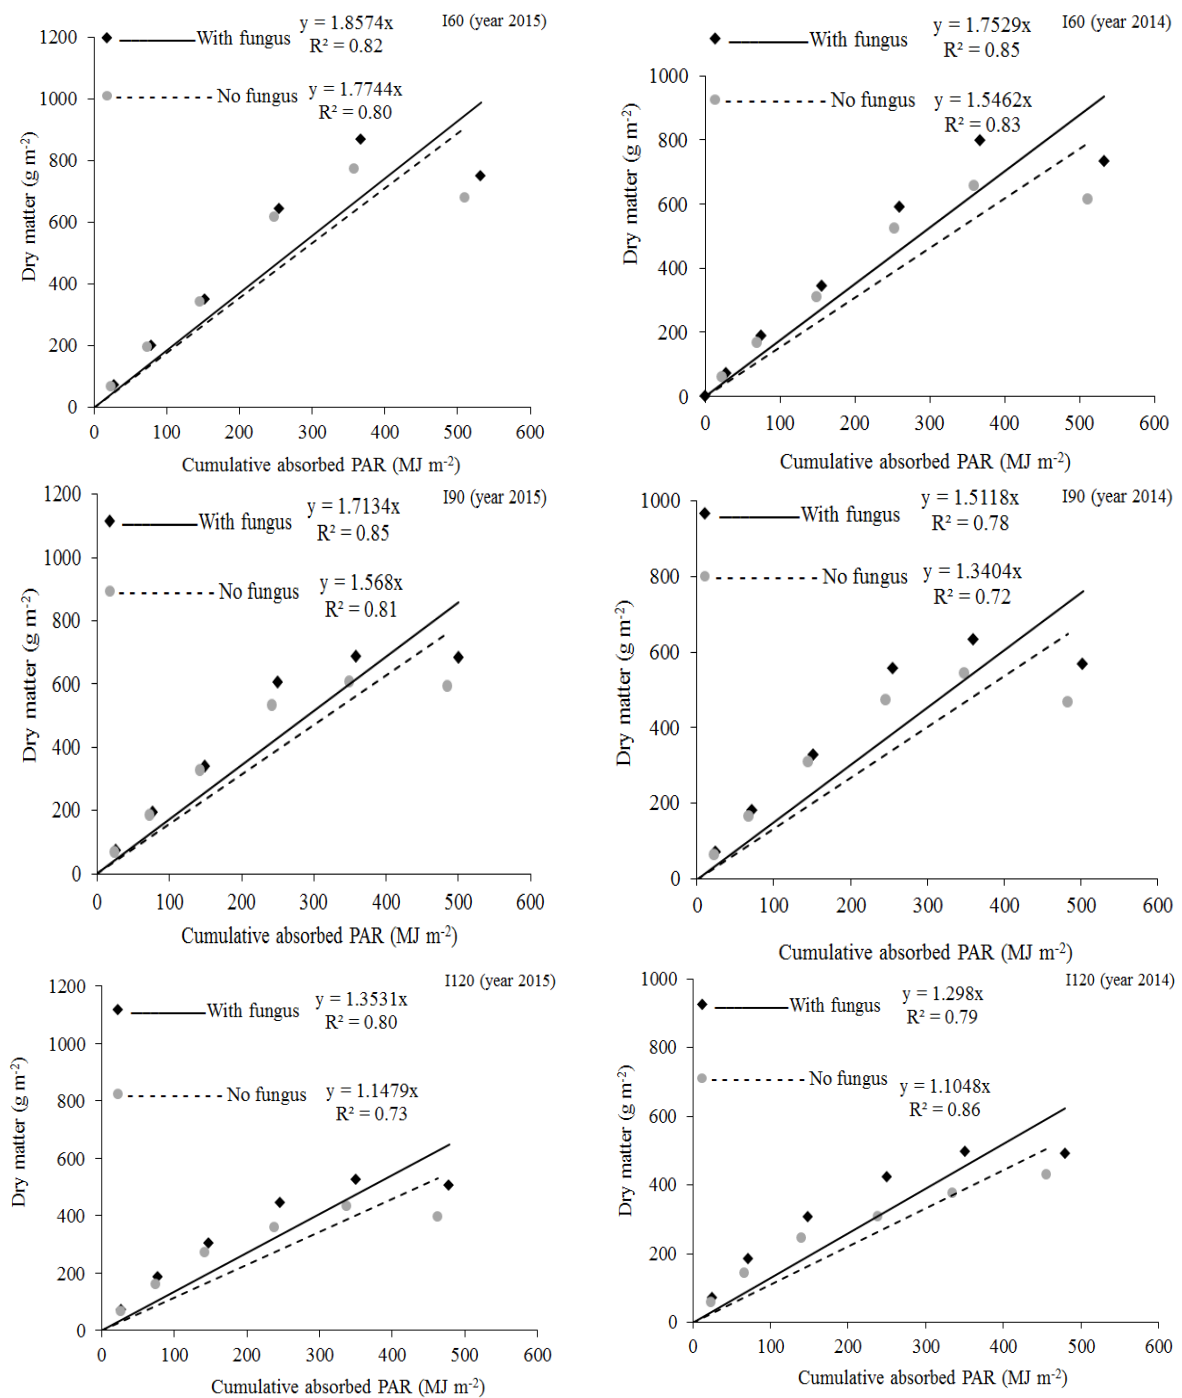 I60 (year 2015)
y = 1.8574x
With fungus
R² = 0.82
No fungus
y = 1.7744x
R² = 0.80
1200
1000
800
600
400
200
0
Dry matter (g m⁻²)
0 100 200 300 400 500 600
Cumulative absorbed PAR (MJ m⁻²)
I60 (year 2014)
y = 1.7529x
With fungus
R² = 0.85
No fungus
y = 1.5462x
R² = 0.83
1000
800
600
400
200
0
Dry matter (g m⁻²)
0 100 200 300 400 500 600
Cumulative absorbed PAR (MJ m⁻²)
I90 (year 2015)
y = 1.7134x
With fungus
R² = 0.85
y = 1.568x
No fungus
R² = 0.81
1200
1000
800
600
400
200
0
Dry matter (g m⁻²)
0 100 200 300 400 500 600
Cumulative absorbed PAR (MJ m⁻²)
I90 (year 2014)
y = 1.5118x
With fungus
R² = 0.78
y = 1.3404x
No fungus
R² = 0.72
1000
800
600
400
200
0
Dry matter (g m⁻²)
0 100 200 300 400 500 600
Cumulative absorbed PAR (MJ m⁻²)
I120 (year 2015)
y = 1.3531x
With fungus
R² = 0.80
No fungus
y = 1.1479x
R² = 0.73
1200
1000
800
600
400
200
0
Dry matter (g m⁻²)
0 100 200 300 400 500 600
Cumulative absorbed PAR (MJ m⁻²)
I120 (year 2014)
y = 1.298x
With fungus
R² = 0.79
No fungus
y = 1.1048x
R² = 0.86
1000
800
600
400
200
0
Dry matter (g m⁻²)
0 100 200 300 400 500 600
Cumulative absorbed PAR (MJ m⁻²)